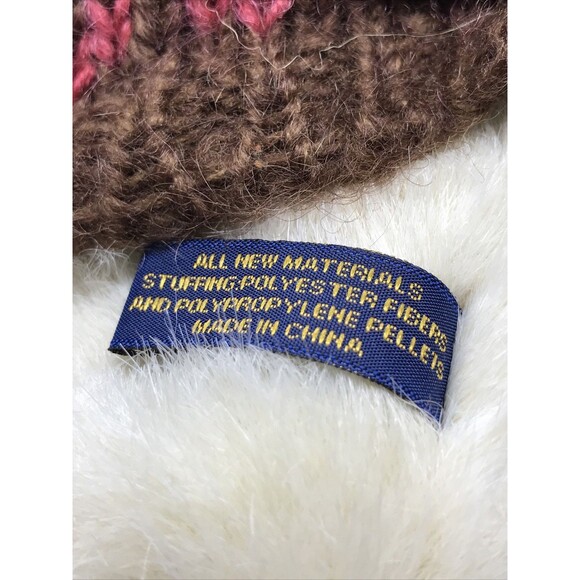 ALL NEW MATERIALS
STUFFING:POLYESTER FIBERS
AND POLYPROPYLENE PELLETS
MADE IN CHINA